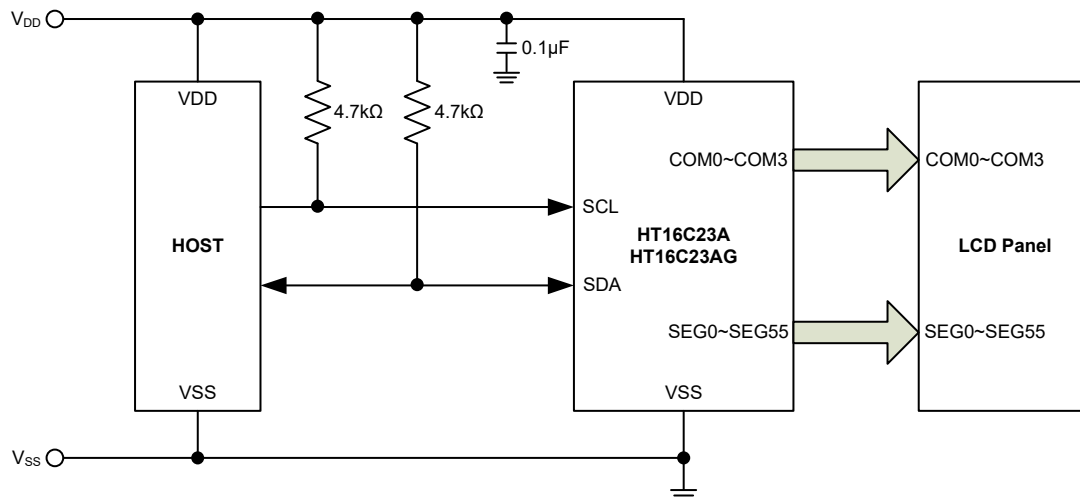 VDD
0.1μF
VDD
4.7kΩ
4.7kΩ
VDD
COM0~COM3
COM0~COM3
SCL
HOST
HT16C23A
HT16C23AG
LCD Panel
SDA
SEG0~SEG55
SEG0~SEG55
VSS
VSS
VSS